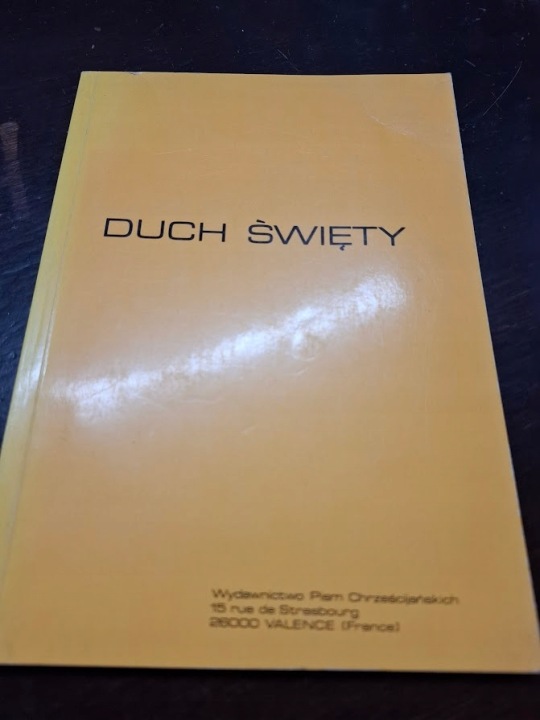 DUCH ŚWIĘTY
Wydawnictwo Pism Chrześcijańskich
15 rue de Strasbourg
26000 VALENCE (France)